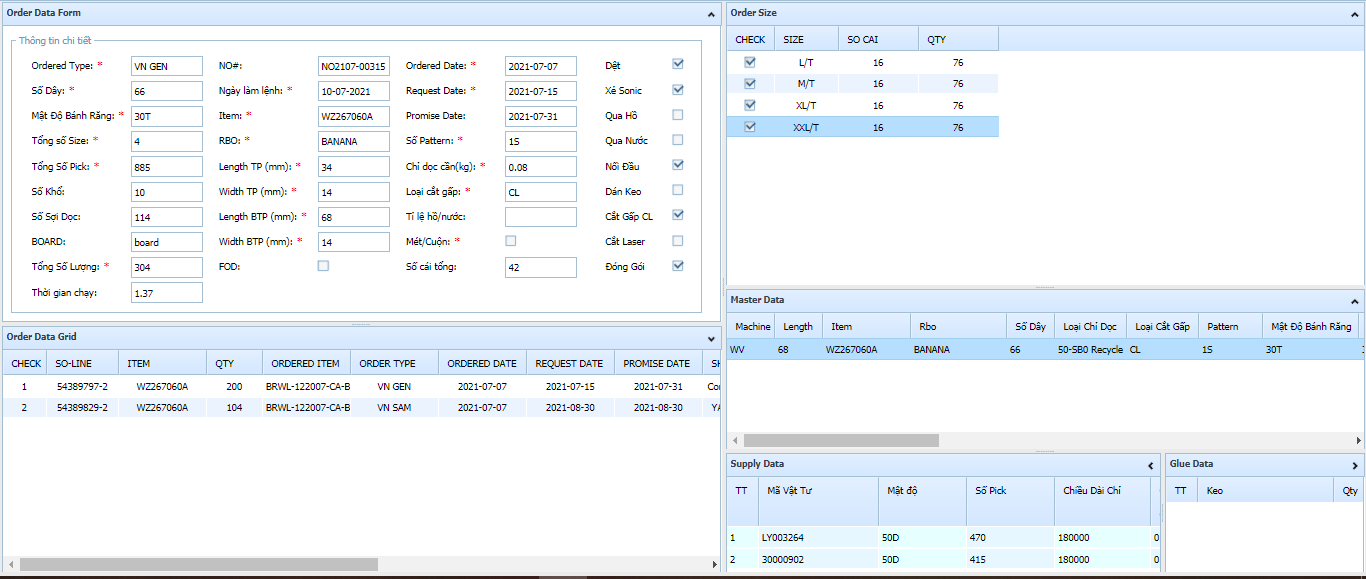 Order Data Form
Thông tin chi tiết
Ordered Type: * VN GEN NO#: NO2107-00315 Ordered Date: * 2021-07-07 Dệt
Số Dây: * 66 Ngày làm lệnh: * 10-07-2021 Request Date: * 2021-07-15 Xẻ Sonic
Mật Độ Bánh Răng: * 30T Item: * WZ267060A Promise Date: 2021-07-31 Qua Hồ
Tổng số Size: * 4 RBO: * BANANA Số Pattern: * 1S Qua Nước
Tổng Số Pick: * 885 Length TP (mm): * 34 Chỉ dọc cần(kg): * 0.08 Nối Đầu
Số Khổ: 10 Width TP (mm): * 14 Loại cắt gấp: * CL Dán Keo
Số Sợi Dọc: 114 Length BTP (mm): * 68 Tỉ lệ hồ/nước: Cắt Gấp CL
BOARD: board Width BTP (mm): * 14 Mét/Cuộn: * Cắt Laser
Tổng Số Lượng: * 304 FOD: Số cái tổng: 42 Đóng Gói
Thời gian chạy: 1.37
Order Size
CHECK SIZE SO CAI QTY
L/T 16 76
M/T 16 76
XL/T 16 76
XXL/T 16 76
Order Data Grid
CHECK SO-LINE ITEM QTY ORDERED ITEM ORDER TYPE ORDERED DATE REQUEST DATE PROMISE DATE SH
1 54389797-2 WZ267060A 200 BRWL-122007-CA-B VN GEN 2021-07-07 2021-07-15 2021-07-31 Co
2 54389829-2 WZ267060A 104 BRWL-122007-CA-B VN SAM 2021-07-07 2021-08-30 2021-08-30 YA
Master Data
Machine Length Item Rbo Số Dây Loại Chỉ Dọc Loại Cắt Gấp Pattern Mật Độ Bánh Răng
WV 68 WZ267060A BANANA 66 50-SB0 Recycle CL 1S 30T
Supply Data
TT Mã Vật Tư Mật độ Số Pick Chiều Dài Chỉ
1 LY003264 50D 470 180000 0
2 30000902 50D 415 180000 0
Glue Data
TT Keo Qty